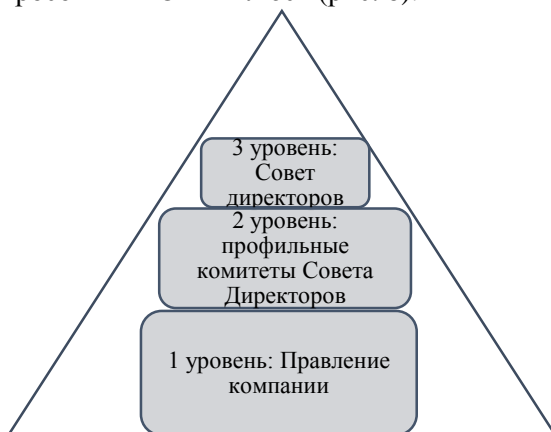 3 уровень:
Совет
директоров
2 уровень:
профильные
комитеты Совета
Директоров
1 уровень: Правление
компании